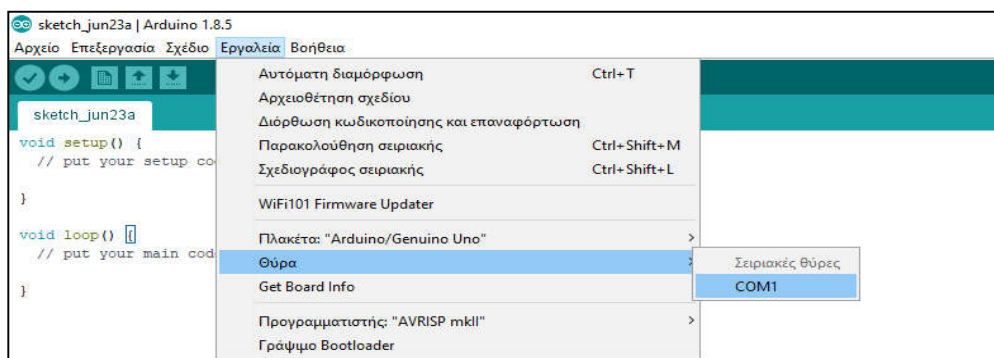 sketch_jun23a | Arduino 1.8.5
Αρχείο Επεξεργασία Σχέδιο Εργαλεία Βοήθεια
sketch_jun23a
void setup() {
// put your setup co
}
void loop() {
// put your main cod
}
Αυτόματη διαμόρφωση Ctrl+T
Αρχειοθέτηση σχεδίου
Διόρθωση κωδικοποίησης και επαναφόρτωση
Παρακολούθηση σειριακής Ctrl+Shift+M
Σχεδιογράφος σειριακής Ctrl+Shift+L
WiFi101 Firmware Updater
Πλακέτα: "Arduino/Genuino Uno"
Θύρα
Get Board Info
Προγραμματιστής: "AVRISP mkII"
Γράψιμο Bootloader
Σειριακές θύρες
COM1